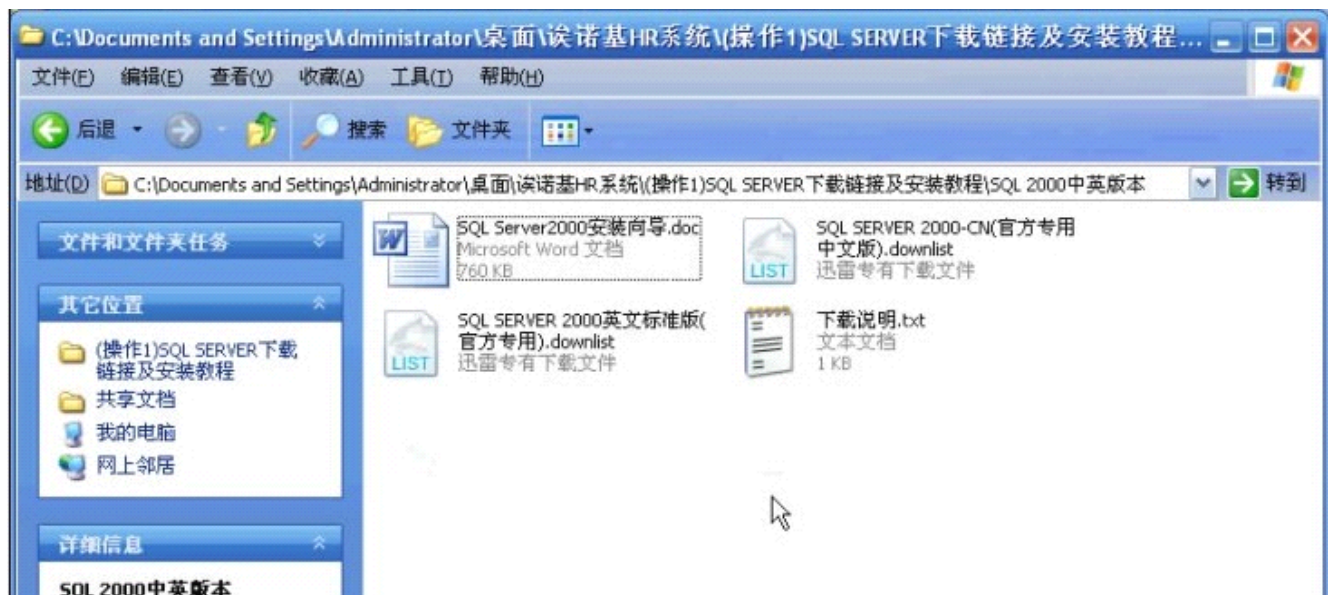 C:\Documents and Settings\Administrator\桌面\诶诺基HR系统\(操作1)SQL SERVER下载链接及安装教程...
文件(F) 编辑(E) 查看(V) 收藏(A) 工具(T) 帮助(H)
后退 搜索 文件夹
地址(D) C:\Documents and Settings\Administrator\桌面\诶诺基HR系统\(操作1)SQL SERVER下载链接及安装教程\SQL 2000中英版本 转到
文件和文件夹任务
其它位置
(操作1)SQL SERVER下载
链接及安装教程
共享文档
我的电脑
网上邻居
详细信息
SQL 2000中英版本
SQL Server2000安装向导.doc
Microsoft Word 文档
760 KB
SQL SERVER 2000-CN(官方专用
中文版).downlist
迅雷专有下载文件
LIST
SQL SERVER 2000英文标准版(
官方专用).downlist
迅雷专有下载文件
LIST
下载说明.txt
文本文档
1 KB